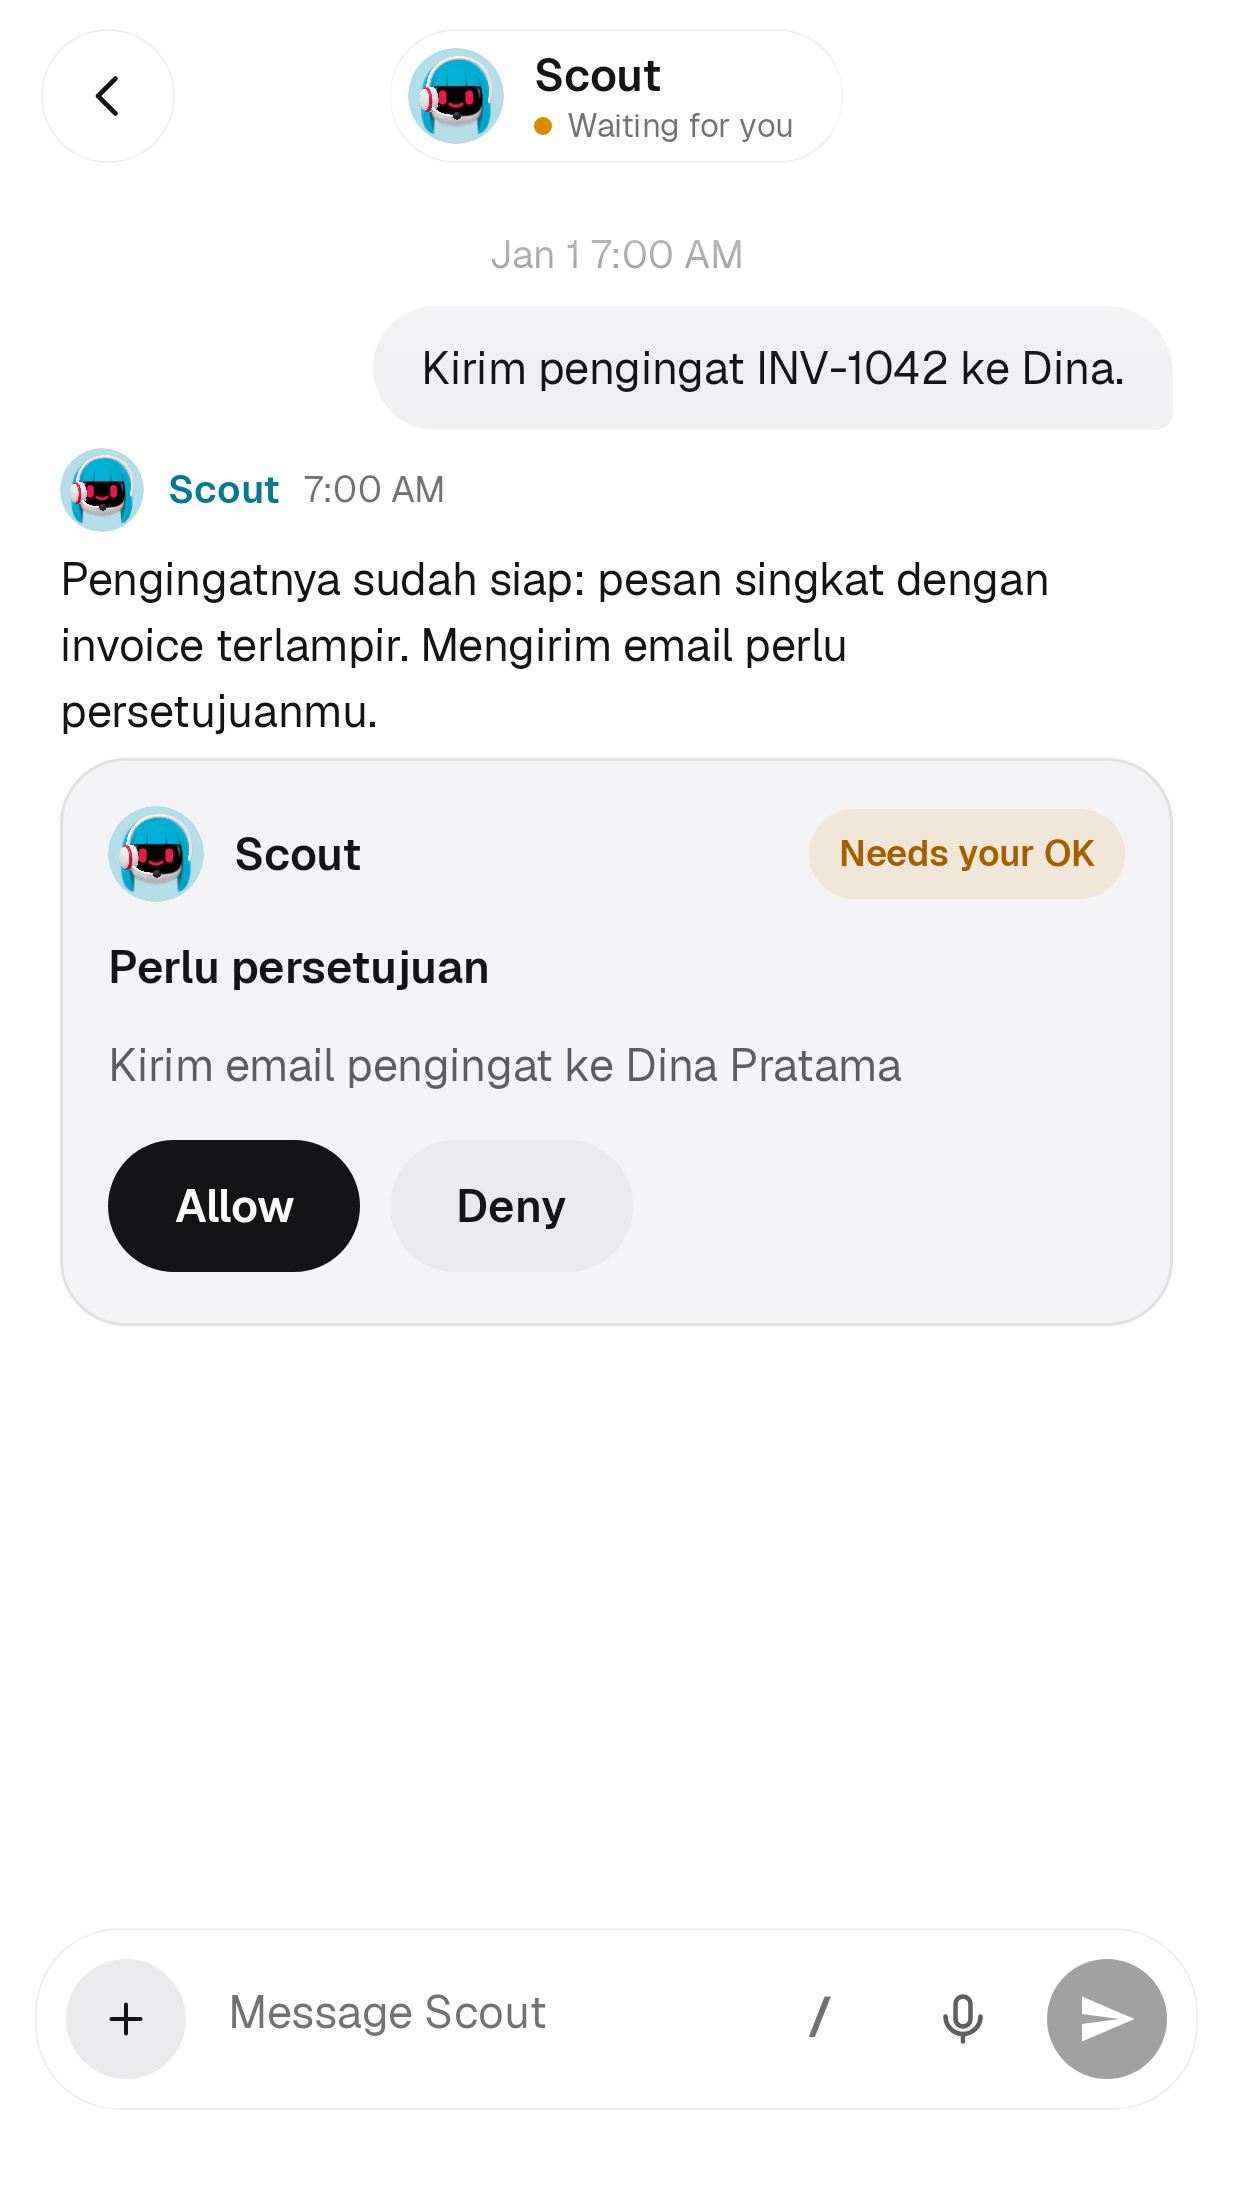 Scout
Waiting for you
Jan 1 7:00 AM
Kirim pengingat INV-1042 ke Dina.
Scout 7:00 AM
Pengingatnya sudah siap: pesan singkat dengan
invoice terlampir. Mengirim email perlu
persetujuanmu.
Scout
Needs your OK
Perlu persetujuan
Kirim email pengingat ke Dina Pratama
Allow
Deny
Message Scout
/